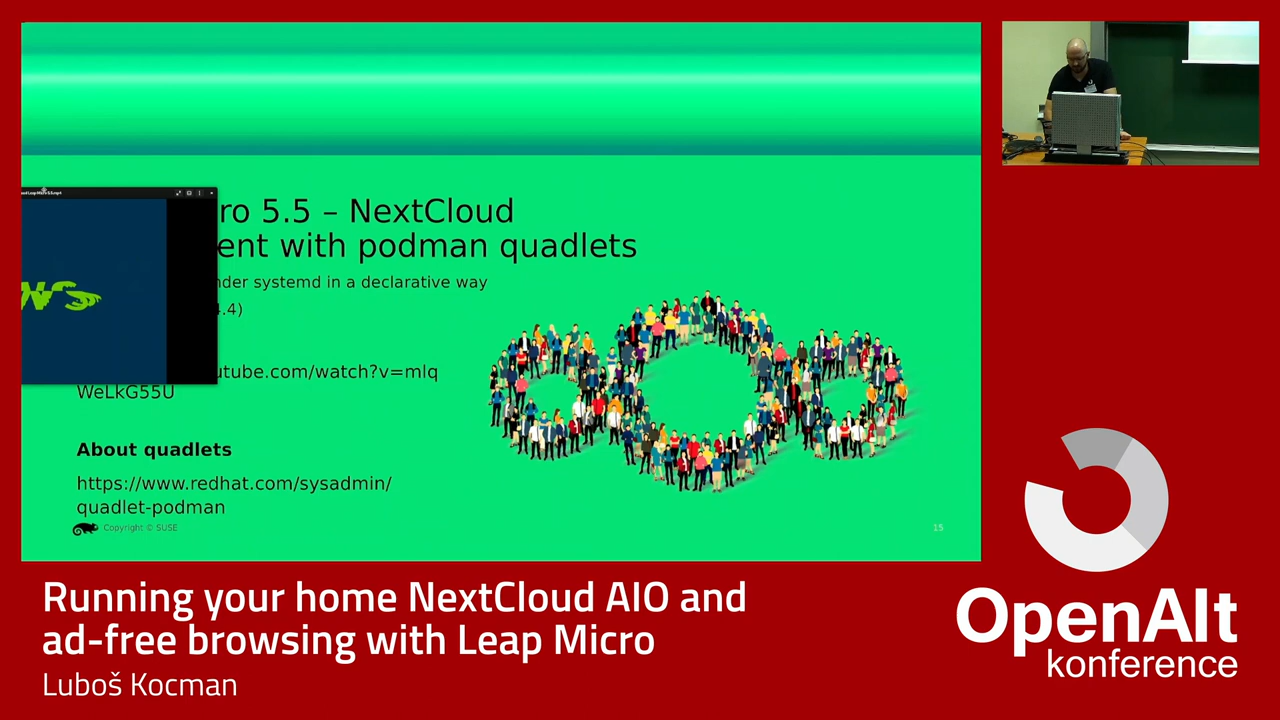 ro 5.5 – NextCloud
ent with podman quadlets
nder systemd in a declarative way
4.4)
utube.com/watch?v=mlq
WeLkG55U
About quadlets
https://www.redhat.com/sysadmin/
quadlet-podman
Copyright © SUSE
15
Running your home NextCloud AIO and
ad-free browsing with Leap Micro
Luboš Kocman
OpenAlt
konference